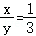 x/y = 1/3